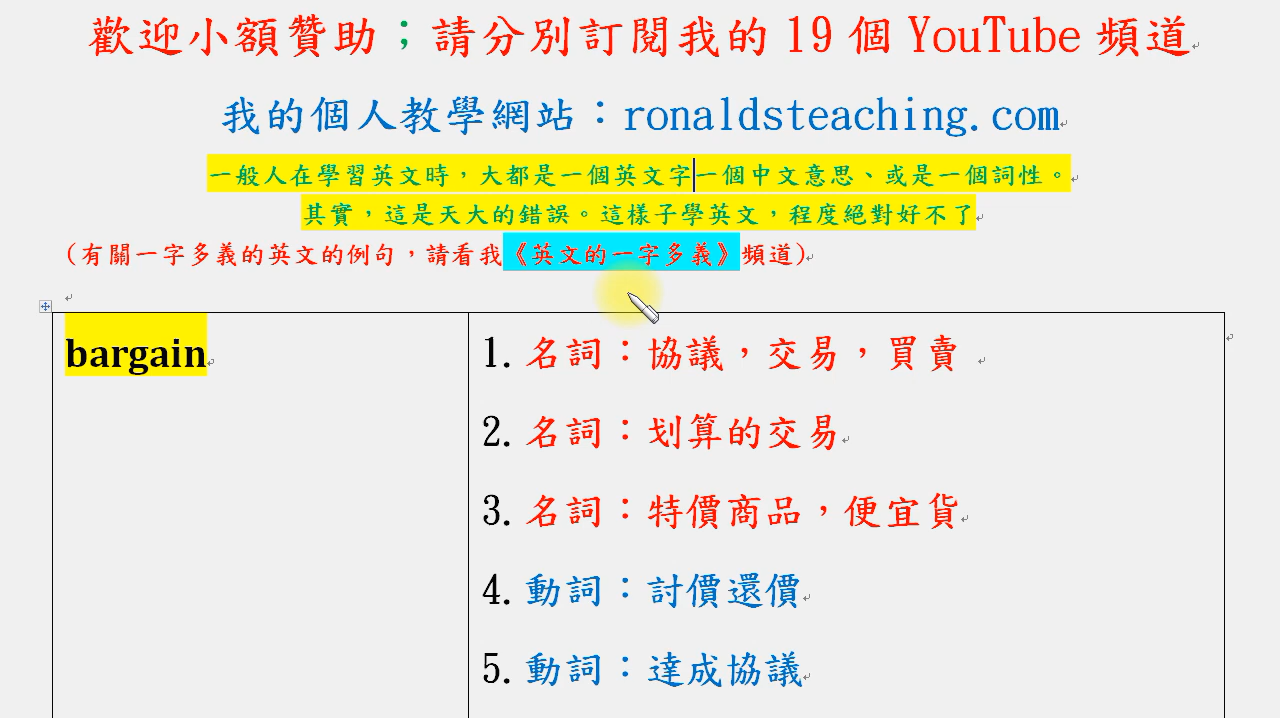 歡迎小額贊助；請分別訂閱我的 19 個 YouTube 頻道
我的個人教學網站：ronaldsteaching.com
一般人在學習英文時，大都是一個英文字一個中文意思、或是一個詞性。
其實，這是天大的錯誤。這樣子學英文，程度絕對好不了
(有關一字多義的英文的例句，請看我《英文的一字多義》頻道)
bargain
1. 名詞：協議，交易，買賣
2. 名詞：划算的交易
3. 名詞：特價商品，便宜貨
4. 動詞：討價還價
5. 動詞：達成協議